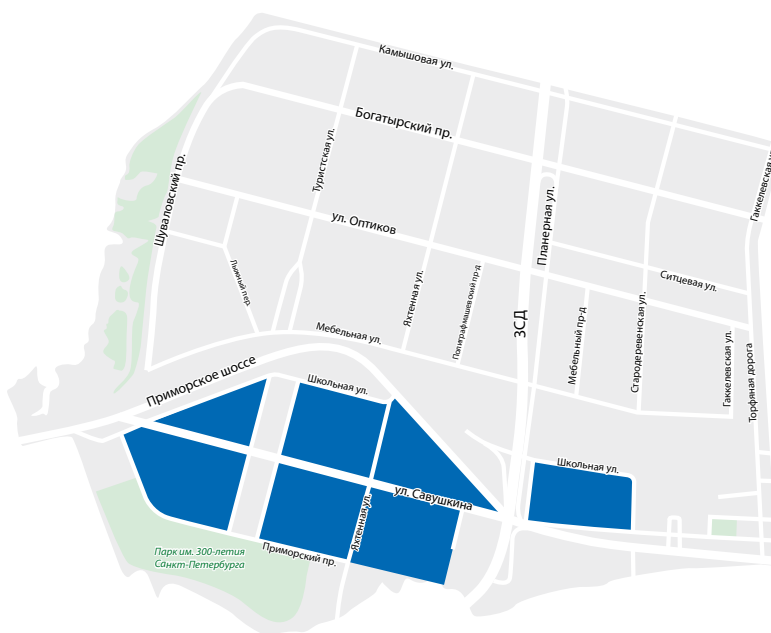 Камышовая ул.
Богатырский пр.
Туристская ул.
Гаккелевская ул.
Шуваловский пр.
ул. Оптиков
Планерная ул.
Лыжный пер.
Ситцевая ул.
Яхтенная ул.
Полиграфмашевский пр-д
ЗСД
Мебельная ул.
Мебельный пр-д
Стародеревенская ул.
Гаккелевская ул.
Торфяная дорога
Приморское шоссе
Школьная ул.
Школьная ул.
ул. Савушкина
Яхтенная ул.
Приморский пр.
Парк им. 300-летия
Санкт-Петербурга